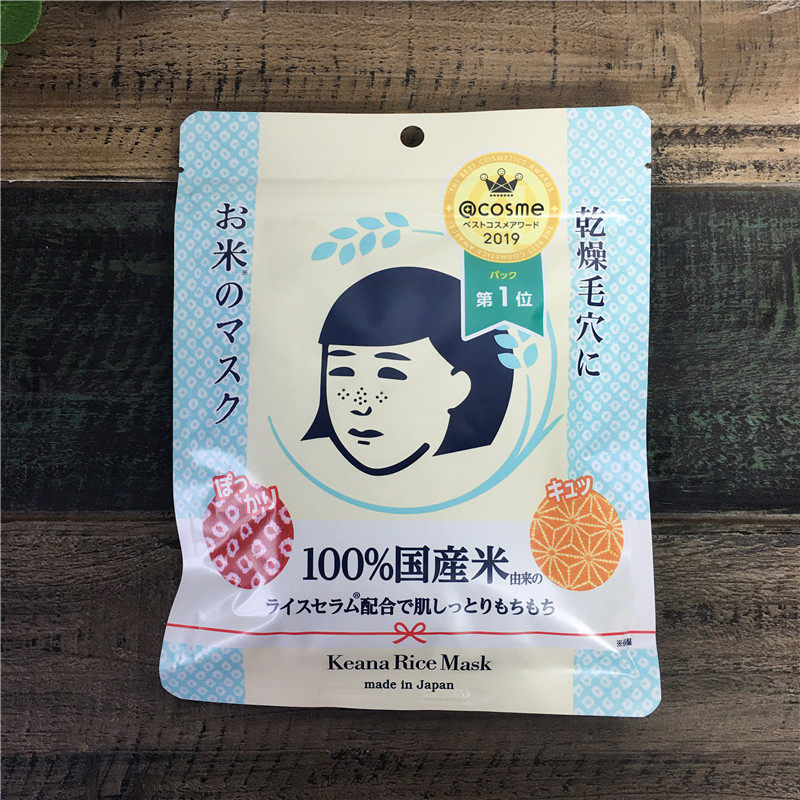 THE BEST COSMETICS AWARDS
@cosme
ベストコスメアワード
2019
パック
第1位
乾燥毛穴に
お米※のマスク
ぽっかり
キュッ
100%国産米由来の
ライスセラム®配合で肌しっとりもちもち
Keana Rice Mask
made in Japan